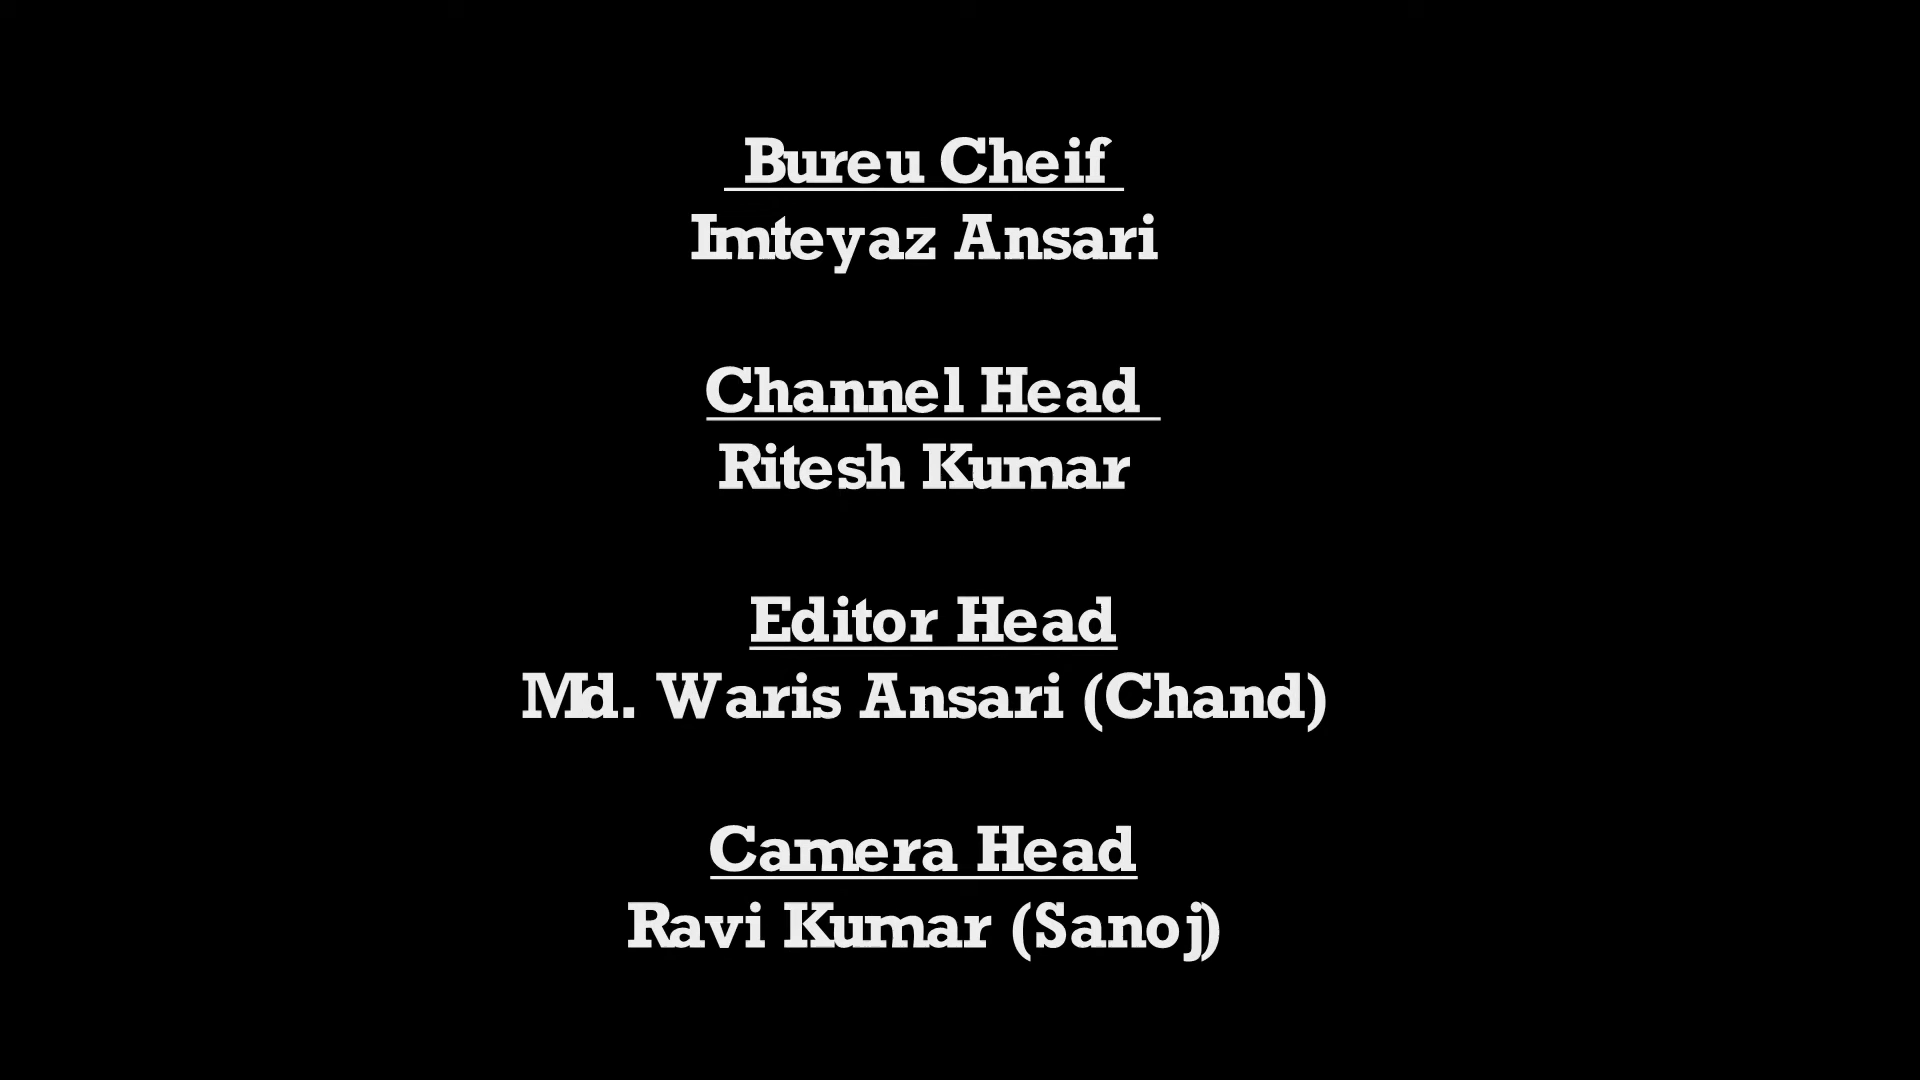 Bureu Cheif
Imteyaz Ansari
Channel Head
Ritesh Kumar
Editor Head
Md. Waris Ansari (Chand)
Camera Head
Ravi Kumar (Sanoj)